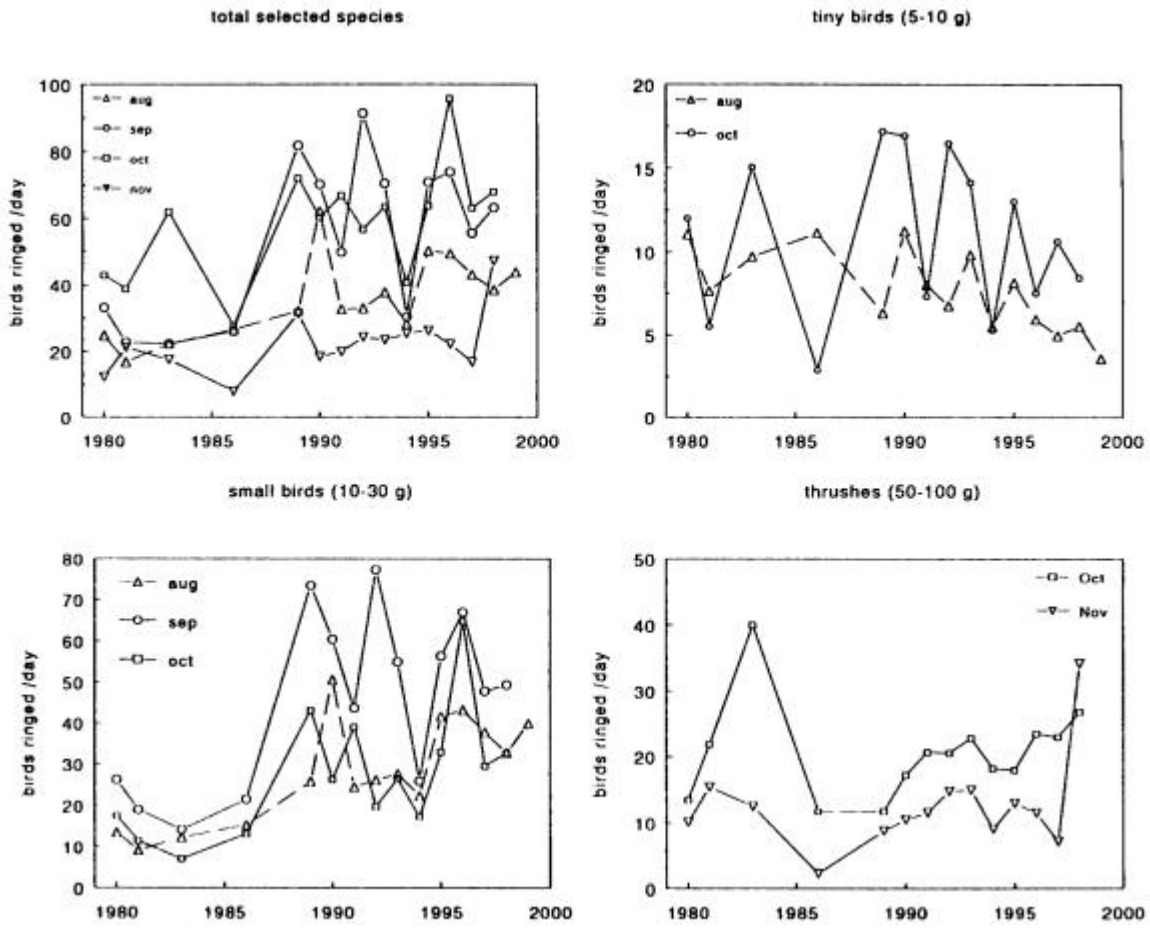 total selected species
tiny birds (5-10 g)
100
80
60
40
20
0
birds ringed /day
aug
sep
oct
nov
1980 1985 1990 1995 2000
20
15
10
5
0
birds ringed /day
aug
oct
1980 1985 1990 1995 2000
small birds (10-30 g)
thrushes (50-100 g)
80
70
60
50
40
30
20
10
0
birds ringed /day
aug
sep
oct
1980 1985 1990 1995 2000
50
40
30
20
10
0
birds ringed /day
Oct
Nov
1980 1985 1990 1995 2000